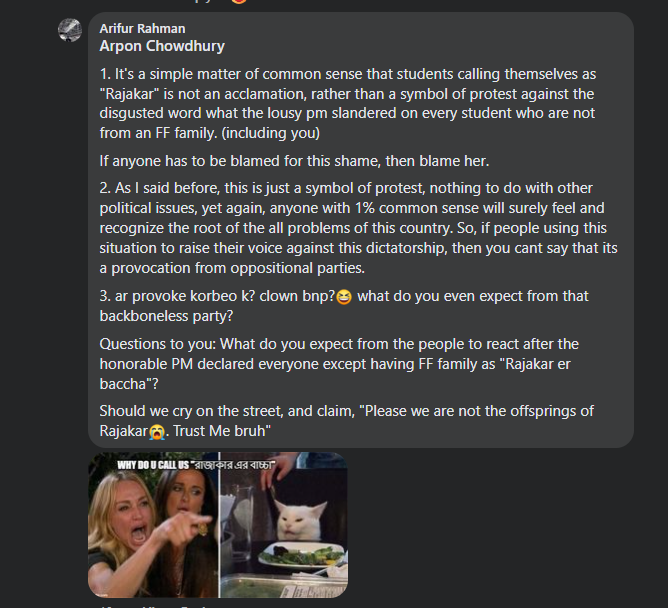 Arifur Rahman
Arpon Chowdhury
1. It's a simple matter of common sense that students calling themselves as
"Rajakar" is not an acclamation, rather than a symbol of protest against the
disgusted word what the lousy pm slandered on every student who are not
from an FF family. (including you)
If anyone has to be blamed for this shame, then blame her.
2. As I said before, this is just a symbol of protest, nothing to do with other
political issues, yet again, anyone with 1% common sense will surely feel and
recognize the root of the all problems of this country. So, if people using this
situation to raise their voice against this dictatorship, then you cant say that its
a provocation from oppositional parties.
3. ar provoke korbeo k? clown bnp?😆 what do you even expect from that
backboneless party?
Questions to you: What do you expect from the people to react after the
honorable PM declared everyone except having FF family as "Rajakar er
baccha"?
Should we cry on the street, and claim, "Please we are not the offsprings of
Rajakar😭. Trust Me bruh"
WHY DO U CALL US "রাজাকার এর বাচ্চা"